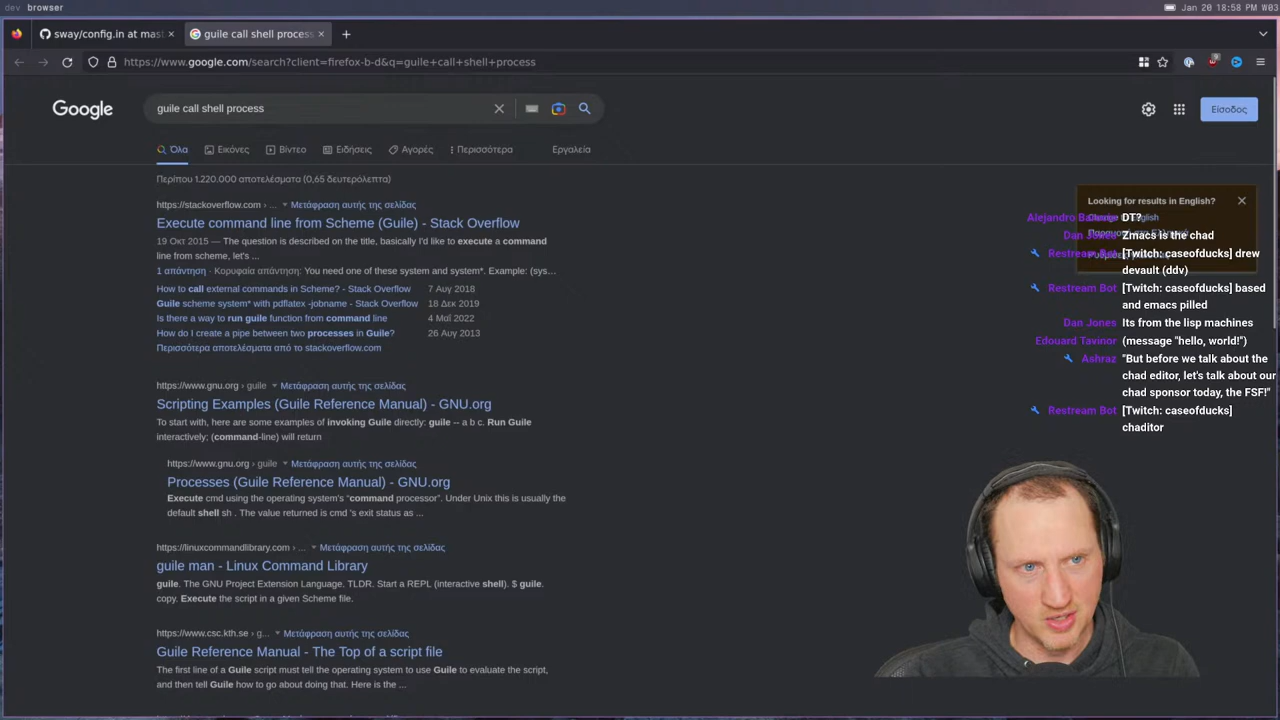 dev browser
Jan 20 18:58 PM W03
sway/config.in at mast
guile call shell process
https://www.google.com/search?client=firefox-b-d&q=guile+call+shell+process
Google
guile call shell process
Είσοδος
Όλα
Εικόνες
Βίντεο
Ειδήσεις
Αγορές
Περισσότερα
Εργαλεία
Περίπου 1.220.000 αποτελέσματα (0,65 δευτερόλεπτα)
https://stackoverflow.com › ... Μετάφραση αυτής της σελίδας
Execute command line from Scheme (Guile) - Stack Overflow
19 Οκτ 2015 — The question is described on the title, basically I'd like to execute a command
line from scheme, let's ...
1 απάντηση · Κορυφαία απάντηση: You need one of these system and system*. Example: (sys...
How to call external commands in Scheme? - Stack Overflow 7 Αυγ 2018
Guile scheme system* with pdflatex -jobname - Stack Overflow 18 Δεκ 2019
Is there a way to run guile function from command line 4 Μαΐ 2022
How do I create a pipe between two processes in Guile? 26 Αυγ 2013
Περισσότερα αποτελέσματα από το stackoverflow.com
https://www.gnu.org › guile Μετάφραση αυτής της σελίδας
Scripting Examples (Guile Reference Manual) - GNU.org
To start with, here are some examples of invoking Guile directly: guile -- a b c. Run Guile
interactively; (command-line) will return
https://www.gnu.org › guile Μετάφραση αυτής της σελίδας
Processes (Guile Reference Manual) - GNU.org
Execute cmd using the operating system's “command processor”. Under Unix this is usually the
default shell sh . The value returned is cmd 's exit status as ...
https://linuxcommandlibrary.com › ... Μετάφραση αυτής της σελίδας
guile man - Linux Command Library
guile. The GNU Project Extension Language. TLDR. Start a REPL (interactive shell). $ guile.
copy. Execute the script in a given Scheme file.
https://www.csc.kth.se › g... Μετάφραση αυτής της σελίδας
Guile Reference Manual - The Top of a script file
The first line of a Guile script must tell the operating system to use Guile to evaluate the script,
and then tell Guile how to go about doing that. Here is the ...
Looking for results in English?
English
Alejandro DT?
Dan Jones Zmacs is the chad
Restream Bot [Twitch: caseofducks] drew
devault (ddv)
Restream Bot [Twitch: caseofducks] based
and emacs pilled
Dan Jones Its from the lisp machines
Edouard Tavinor (message "hello, world!")
Ashraz "But before we talk about the
chad editor, let's talk about our
chad sponsor today, the FSF!"
Restream Bot [Twitch: caseofducks]
chaditor